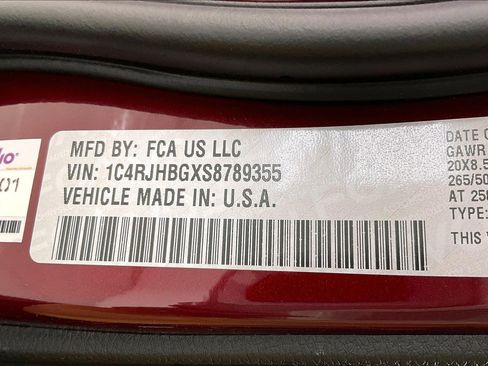 MFD BY: FCA US LLC
VIN: 1C4RJHBGXS8789355
VEHICLE MADE IN: U.S.A.
DATE O
GAWR
20X8.5
265/50
AT 250
TYPE:
THIS V